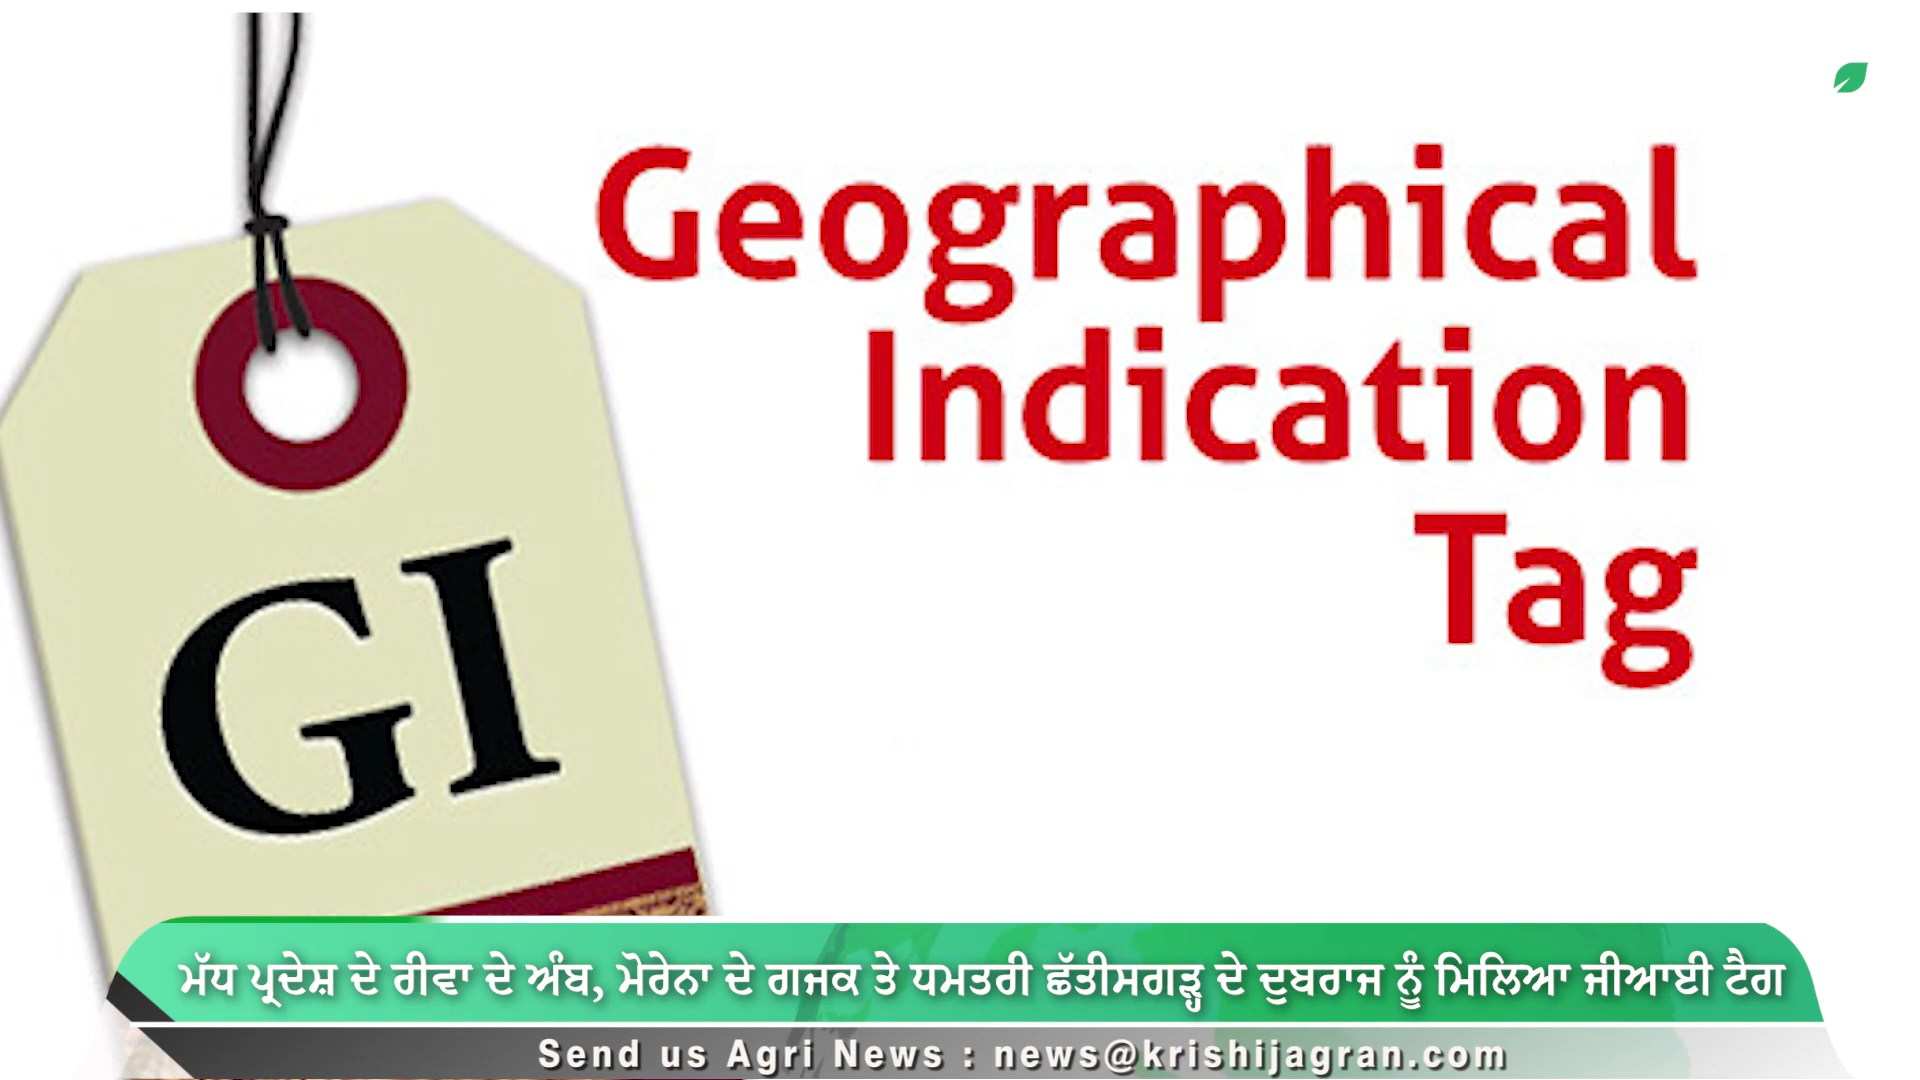 Geographical
Indication
Tag
GI
ਮੱਧ ਪ੍ਰਦੇਸ਼ ਦੇ ਰੀਵਾ ਦੇ ਅੰਬ, ਮੋਰੇਨਾ ਦੇ ਗਜਕ ਤੇ ਧਮਤਰੀ ਛੱਤੀਸਗੜ੍ਹ ਦੇ ਦੁਬਰਾਜ ਨੂੰ ਮਿਲਿਆ ਜੀਆਈ ਟੈਗ
Send us Agri News : news@krishijagran.com